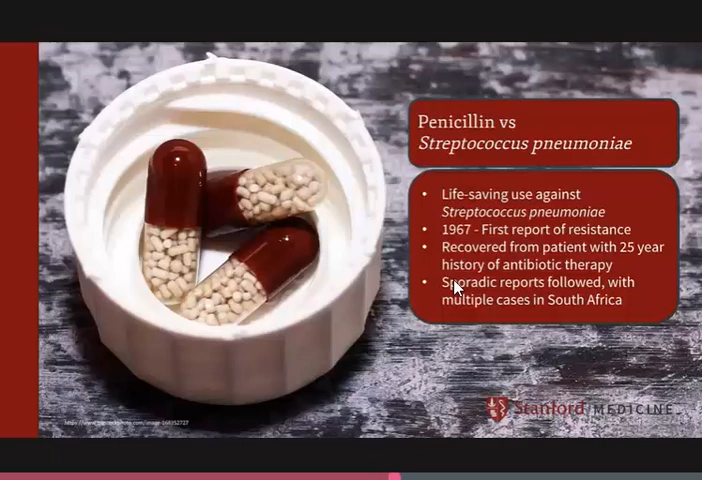 Penicillin vs
Streptococcus pneumoniae
• Life-saving use against
Streptococcus pneumoniae
• 1967 - First report of resistance
• Recovered from patient with 25 year
history of antibiotic therapy
• Sporadic reports followed, with
multiple cases in South Africa
Stanford MEDICINE